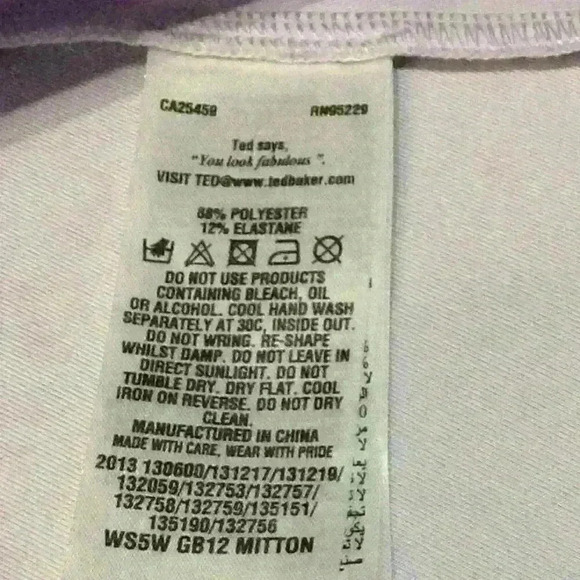 CA25459 RN95229
Ted says,
"You look fabulous".
VISIT TED@www.tedbaker.com
88% POLYESTER
12% ELASTANE
DO NOT USE PRODUCTS
CONTAINING BLEACH, OIL
OR ALCOHOL. COOL HAND WASH
SEPARATELY AT 30C, INSIDE OUT.
DO NOT WRING. RE-SHAPE
WHILST DAMP. DO NOT LEAVE IN
DIRECT SUNLIGHT. DO NOT
TUMBLE DRY. DRY FLAT. COOL
IRON ON REVERSE. DO NOT DRY
CLEAN.
MANUFACTURED IN CHINA
MADE WITH CARE, WEAR WITH PRIDE
2013 130600/131217/131219/
132059/132753/132757/
132758/132759/135151/
135190/132756
WS5W GB12 MITTON